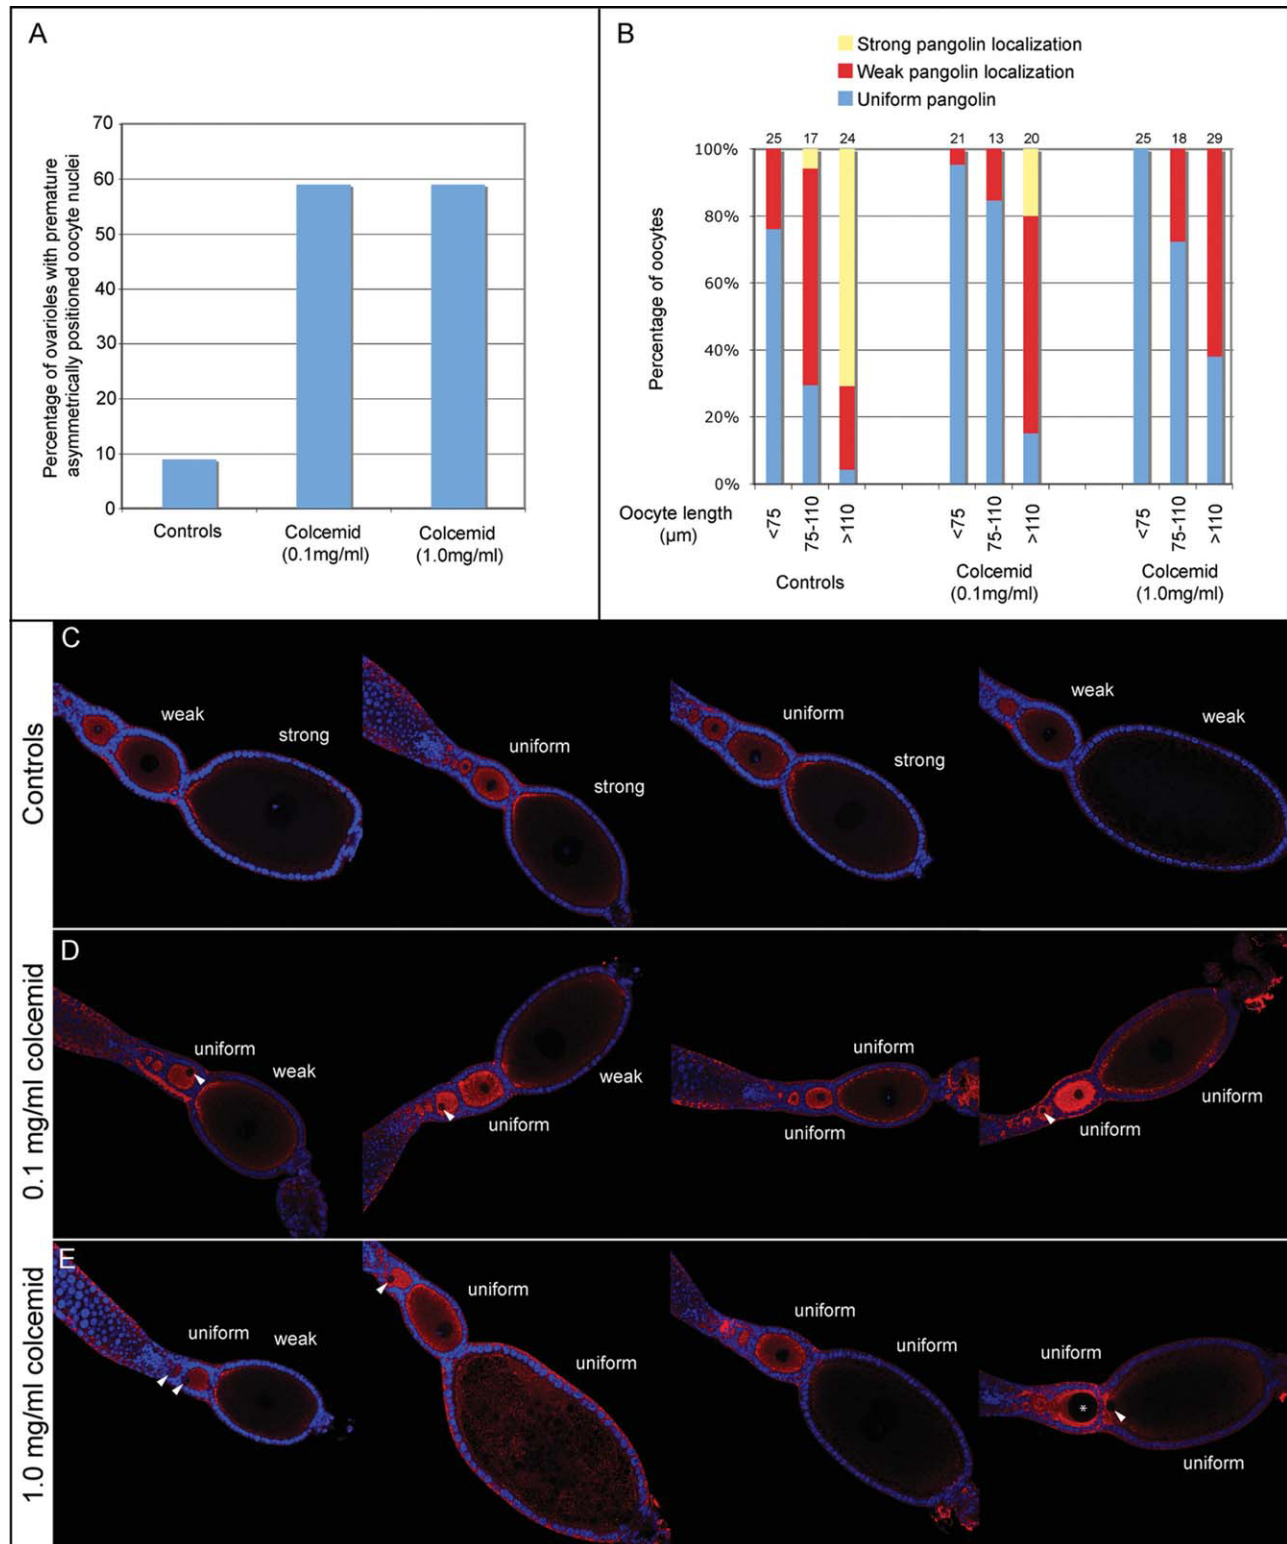 A
Percentage of ovarioles with premature
asymmetrically positioned oocyte nuclei
70
60
50
40
30
20
10
0
Controls
Colcemid
(0.1mg/ml)
Colcemid
(1.0mg/ml)
B
Strong pangolin localization
Weak pangolin localization
Uniform pangolin
Percentage of oocytes
25 17 24 21 13 20 25 18 29
100%
80%
60%
40%
20%
0%
Oocyte length
(µm)
<75 75-110 >110 <75 75-110 >110 <75 75-110 >110
Controls
Colcemid
(0.1mg/ml)
Colcemid
(1.0mg/ml)
Controls
C
weak
strong
uniform
strong
uniform
strong
weak
weak
0.1 mg/ml colcemid
D
uniform
weak
uniform
weak
uniform
uniform
uniform
uniform
1.0 mg/ml colcemid
E
uniform
weak
uniform
uniform
uniform
uniform
uniform
*
uniform